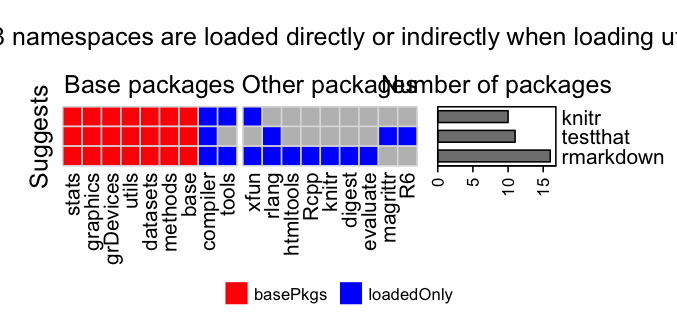 3 namespaces are loaded directly or indirectly when loading ut
Base packages Other packages Number of packages
Suggests
knitr
testthat
rmarkdown
0 5 10 15
stats graphics grDevices utils datasets methods base compiler tools xfun rlang htmltools Rcpp knitr digest evaluate magrittr R6
basePkgs loadedOnly